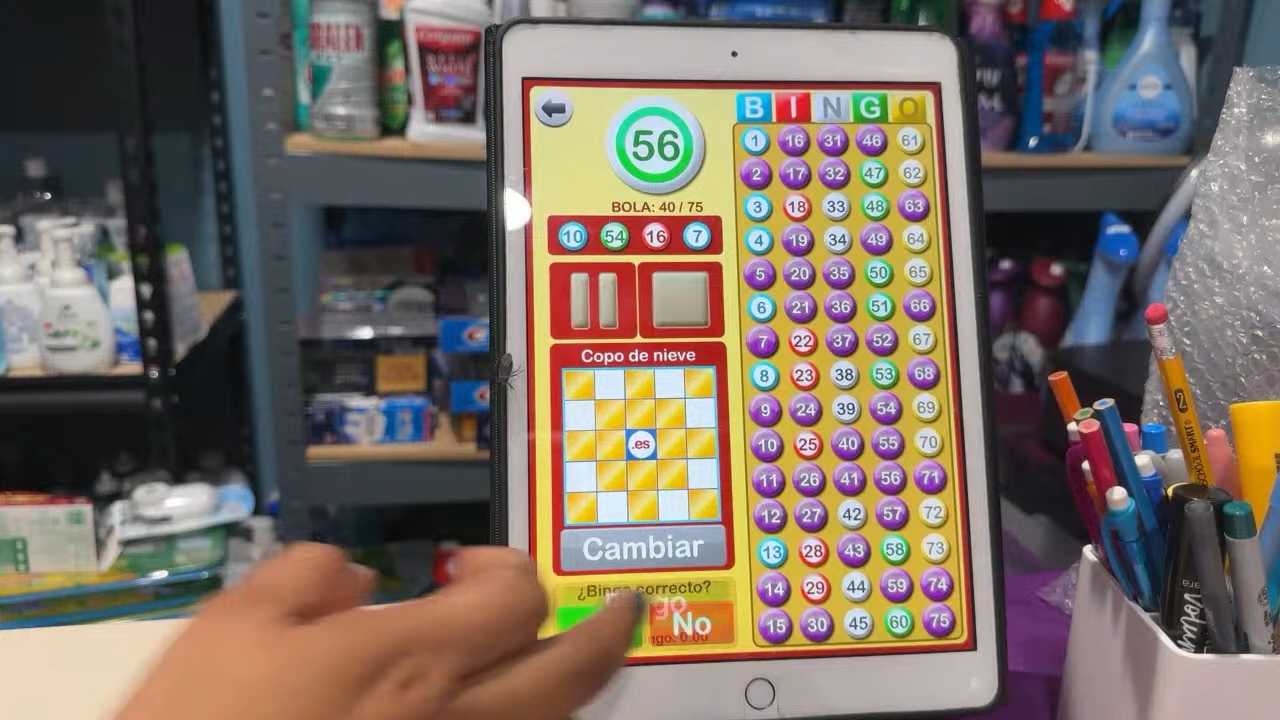 56
BOLA: 40 / 75
10 54 16 7
Copo de nieve
.es
Cambiar
¿Bingo correcto?
No
B I N G O
1 16 31 46 61
2 17 32 47 62
3 18 33 48 63
4 19 34 49 64
5 20 35 50 65
6 21 36 51 66
7 22 37 52 67
8 23 38 53 68
9 24 39 54 69
10 25 40 55 70
11 26 41 56 71
12 27 42 57 72
13 28 43 58 73
14 29 44 59 74
15 30 45 60 75
Colgate
2
SCHOOL SMART